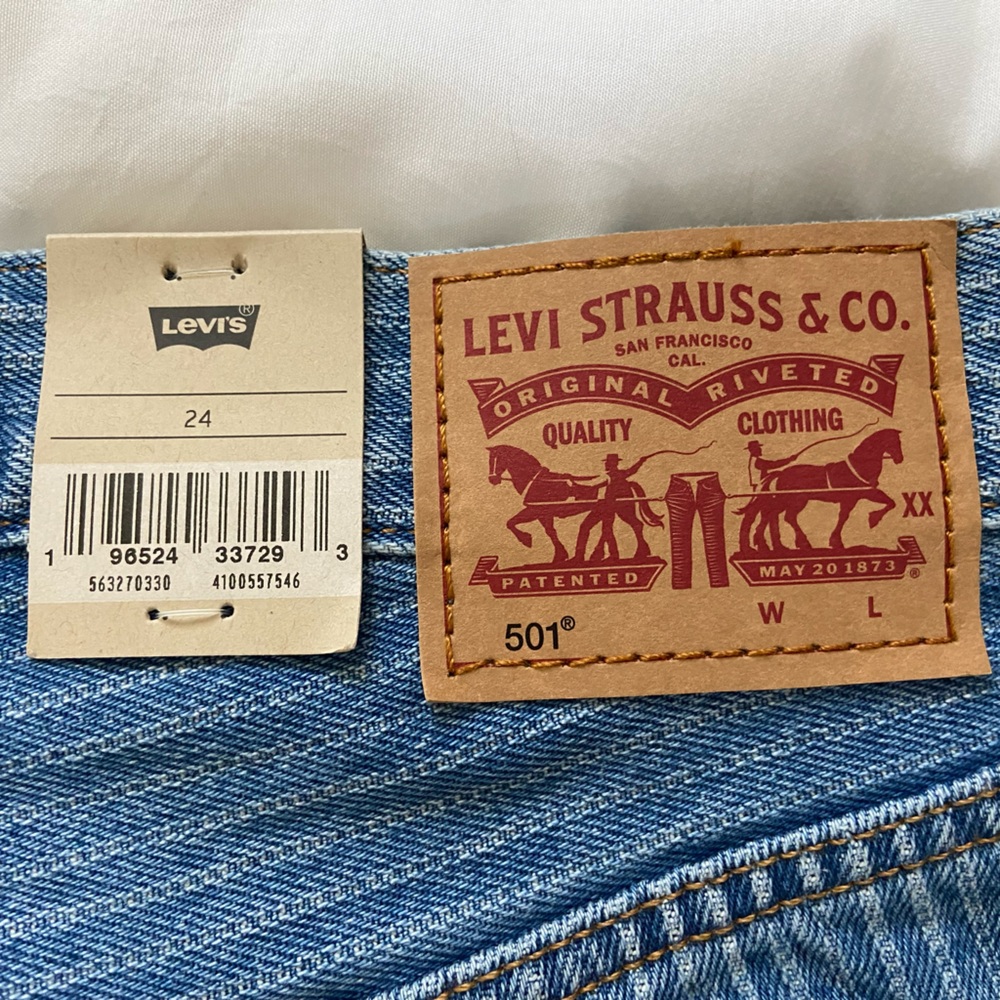 LEVI'S®
24
1 96524 33729 3
563270330 4100557546
LEVI STRAUSS & CO.
SAN FRANCISCO
CAL.
ORIGINAL RIVETED
QUALITY CLOTHING
XX
PATENTED MAY 20 1873 ®
W L
501®